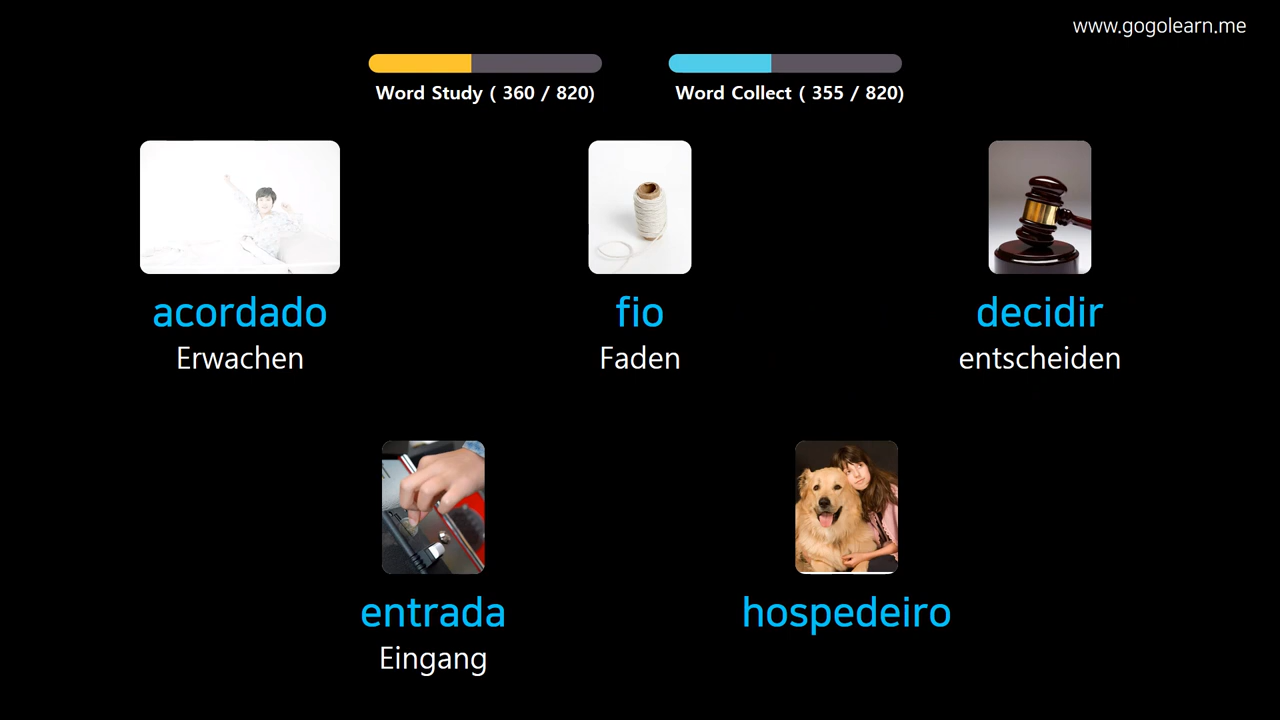 www.gogolearn.me
Word Study ( 360 / 820)
Word Collect ( 355 / 820)
acordado
Erwachen
fio
Faden
decidir
entscheiden
entrada
Eingang
hospedeiro